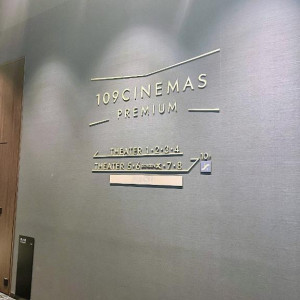 109CINEMAS
PREMIUM
THEATER 1・2・3・4
THEATER 5・6・7・8
10